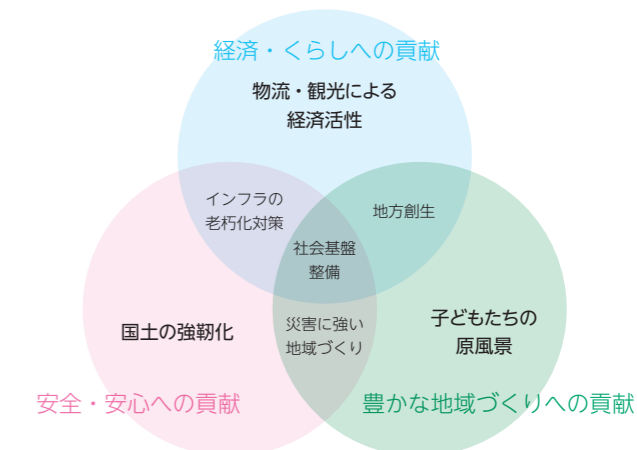 経済・くらしへの貢献
物流・観光による
経済活性
インフラの
老朽化対策
地方創生
社会基盤
整備
国土の強靭化
災害に強い
地域づくり
子どもたちの
原風景
安全・安心への貢献
豊かな地域づくりへの貢献